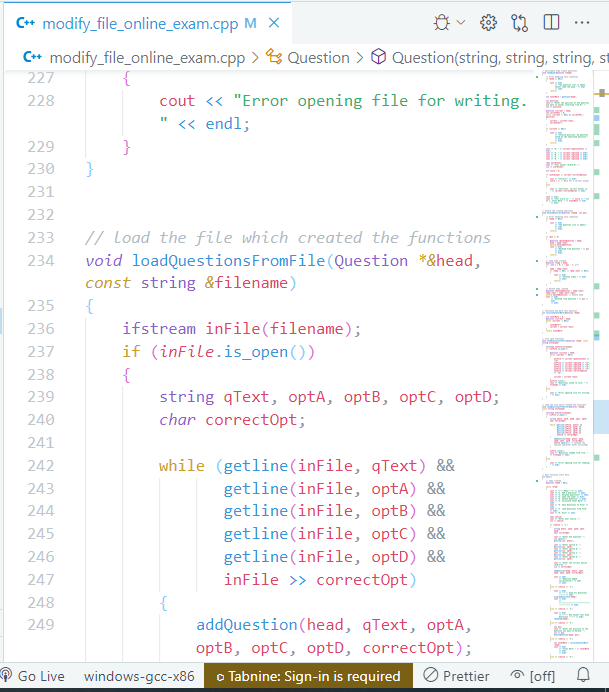 modify_file_online_exam.cpp M
modify_file_online_exam.cpp > Question > Question(string, string, string, s
227 {
228 cout << "Error opening file for writing.
" << endl;
229 }
230 }
231
232
233 // load the file which created the functions
234 void loadQuestionsFromFile(Question *&head,
const string &filename)
235 {
236 ifstream inFile(filename);
237 if (inFile.is_open())
238 {
239 string qText, optA, optB, optC, optD;
240 char correctOpt;
241
242 while (getline(inFile, qText) &&
243 getline(inFile, optA) &&
244 getline(inFile, optB) &&
245 getline(inFile, optC) &&
246 getline(inFile, optD) &&
247 inFile >> correctOpt)
248 {
249 addQuestion(head, qText, optA,
optB, optC, optD, correctOpt);
Go Live windows-gcc-x86 Tabnine: Sign-in is required Prettier [off]